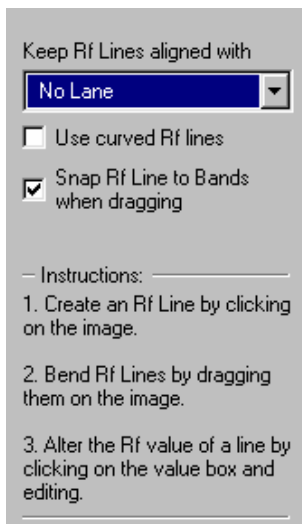 Keep Rf Lines aligned with
No Lane
Use curved Rf lines
Snap Rf Line to Bands
when dragging
Instructions:
1. Create an Rf Line by clicking
on the image.
2. Bend Rf Lines by dragging
them on the image.
3. Alter the Rf value of a line by
clicking on the value box and
editing.